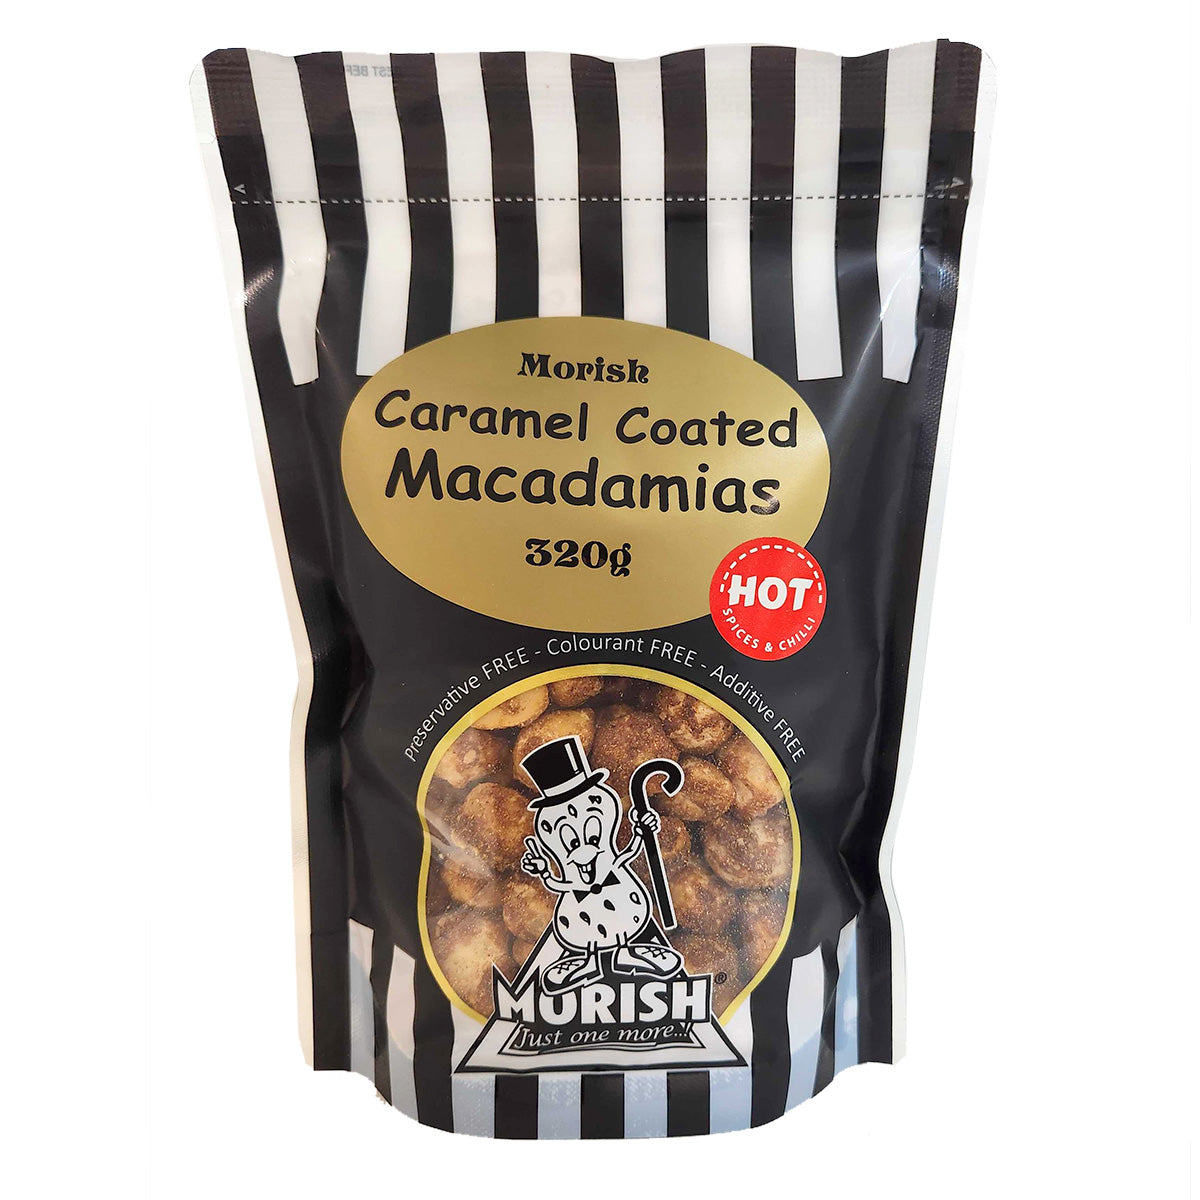 Morish
Caramel Coated
Macadamias
320g
HOT
SPICES & CHILLI
Preservative FREE - Colourant FREE - Additive FREE
MORISH®
Just one more...!